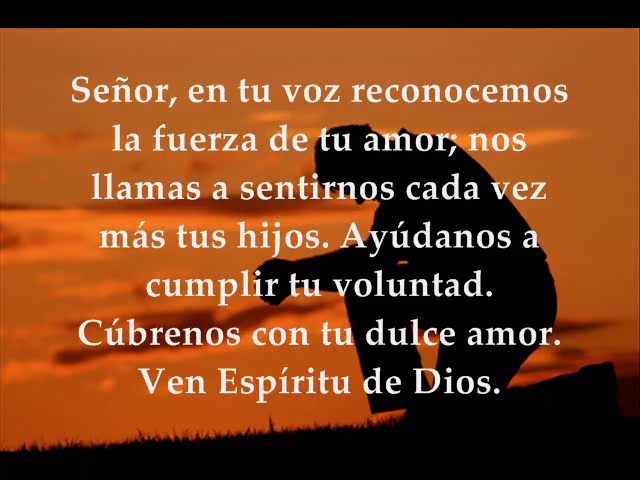 Señor, en tu voz reconocemos
la fuerza de tu amor; nos
llamas a sentirnos cada vez
más tus hijos. Ayúdanos a
cumplir tu voluntad.
Cúbrenos con tu dulce amor.
Ven Espíritu de Dios.